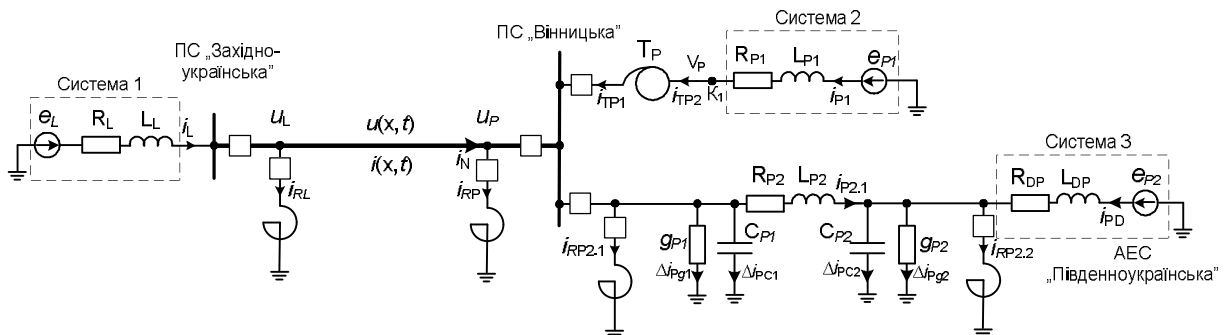 Система 1
ПС „Західно-
українська”
e_L
R_L
L_L
i_L
u_L
i_RL
u(x,t)
i(x,t)
u_P
i_N
i_RP
ПС „Вінницька”
T_P
i_TP1
V_P
i_TP2
К_1
Система 2
R_P1
L_P1
e_P1
i_P1
i_RP2.1
g_P1
Δi_Pg1
C_P1
Δi_PC1
R_P2
L_P2
i_P2.1
C_P2
Δi_PC2
g_P2
Δi_Pg2
i_RP2.2
Система 3
R_DP
L_DP
e_P2
i_PD
АЕС
„Південноукраїнська”